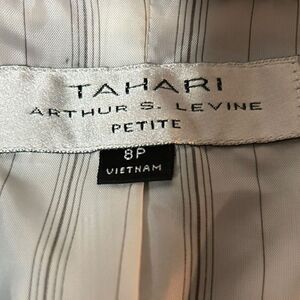 TAHARI
ARTHUR S. LEVINE
PETITE
8P
VIETNAM